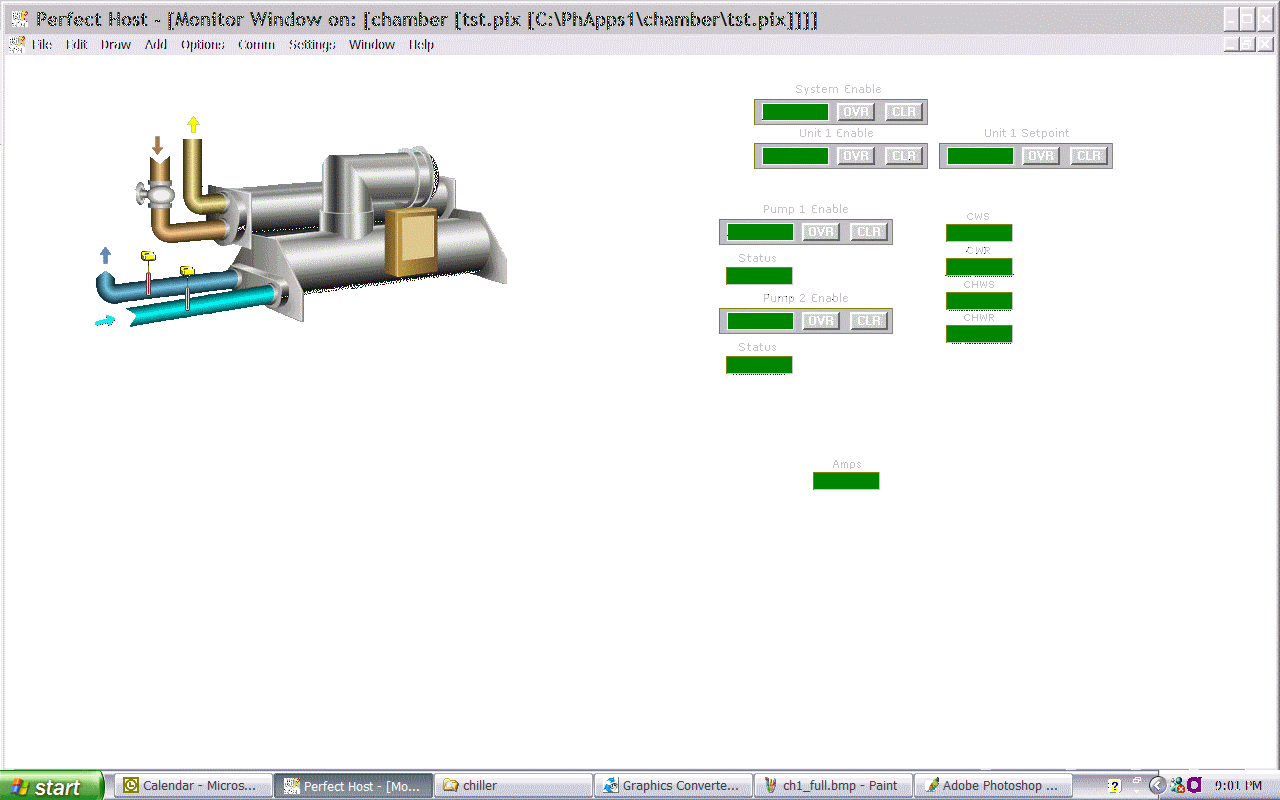 Perfect Host - [Monitor Window on: [chamber [tst.pix [C:\PhApps1\chamber\tst.pix]]]]
File Edit Draw Add Options Comm Settings Window Help
System Enable
OVR CLR
Unit 1 Enable Unit 1 Setpoint
OVR CLR OVR CLR
Pump 1 Enable CWS
OVR CLR
CWR
Status
CHWS
Pump 2 Enable
OVR CLR CHWR
Status
Amps
start Calendar - Micros... Perfect Host - [Mo... chiller Graphics Converte... ch1_full.bmp - Paint Adobe Photoshop ... 9:01 PM